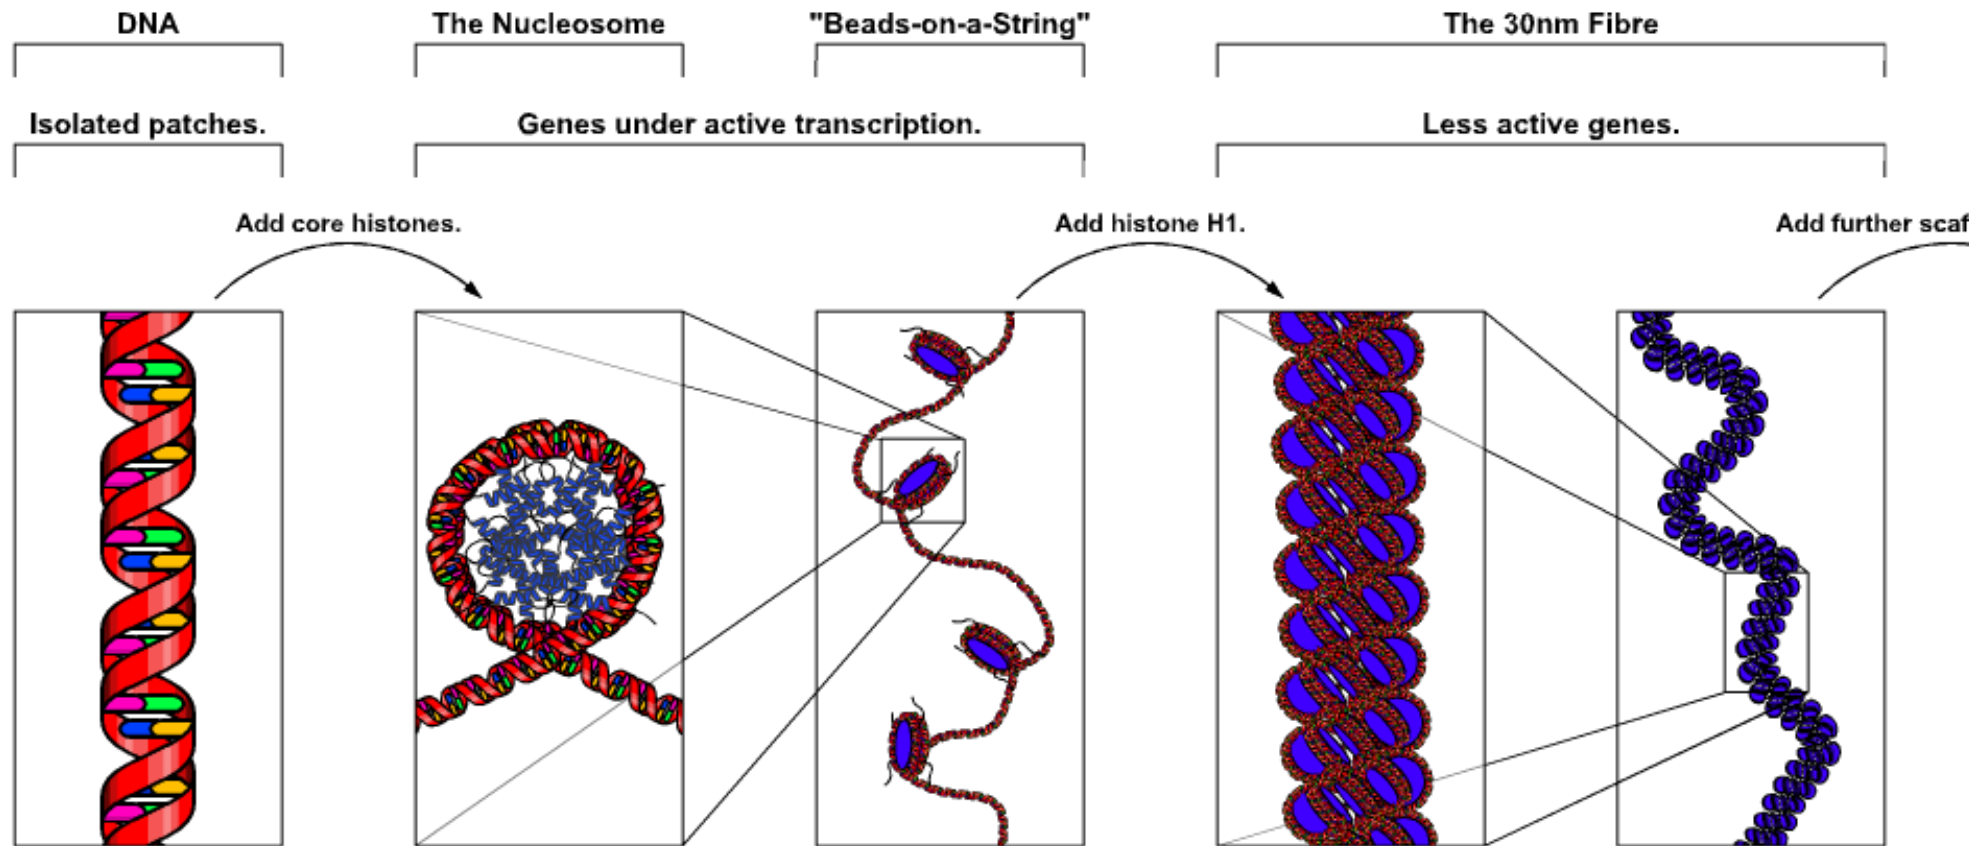 DNA
The Nucleosome
"Beads-on-a-String"
The 30nm Fibre
Isolated patches.
Genes under active transcription.
Less active genes.
Add core histones.
Add histone H1.
Add further scaf